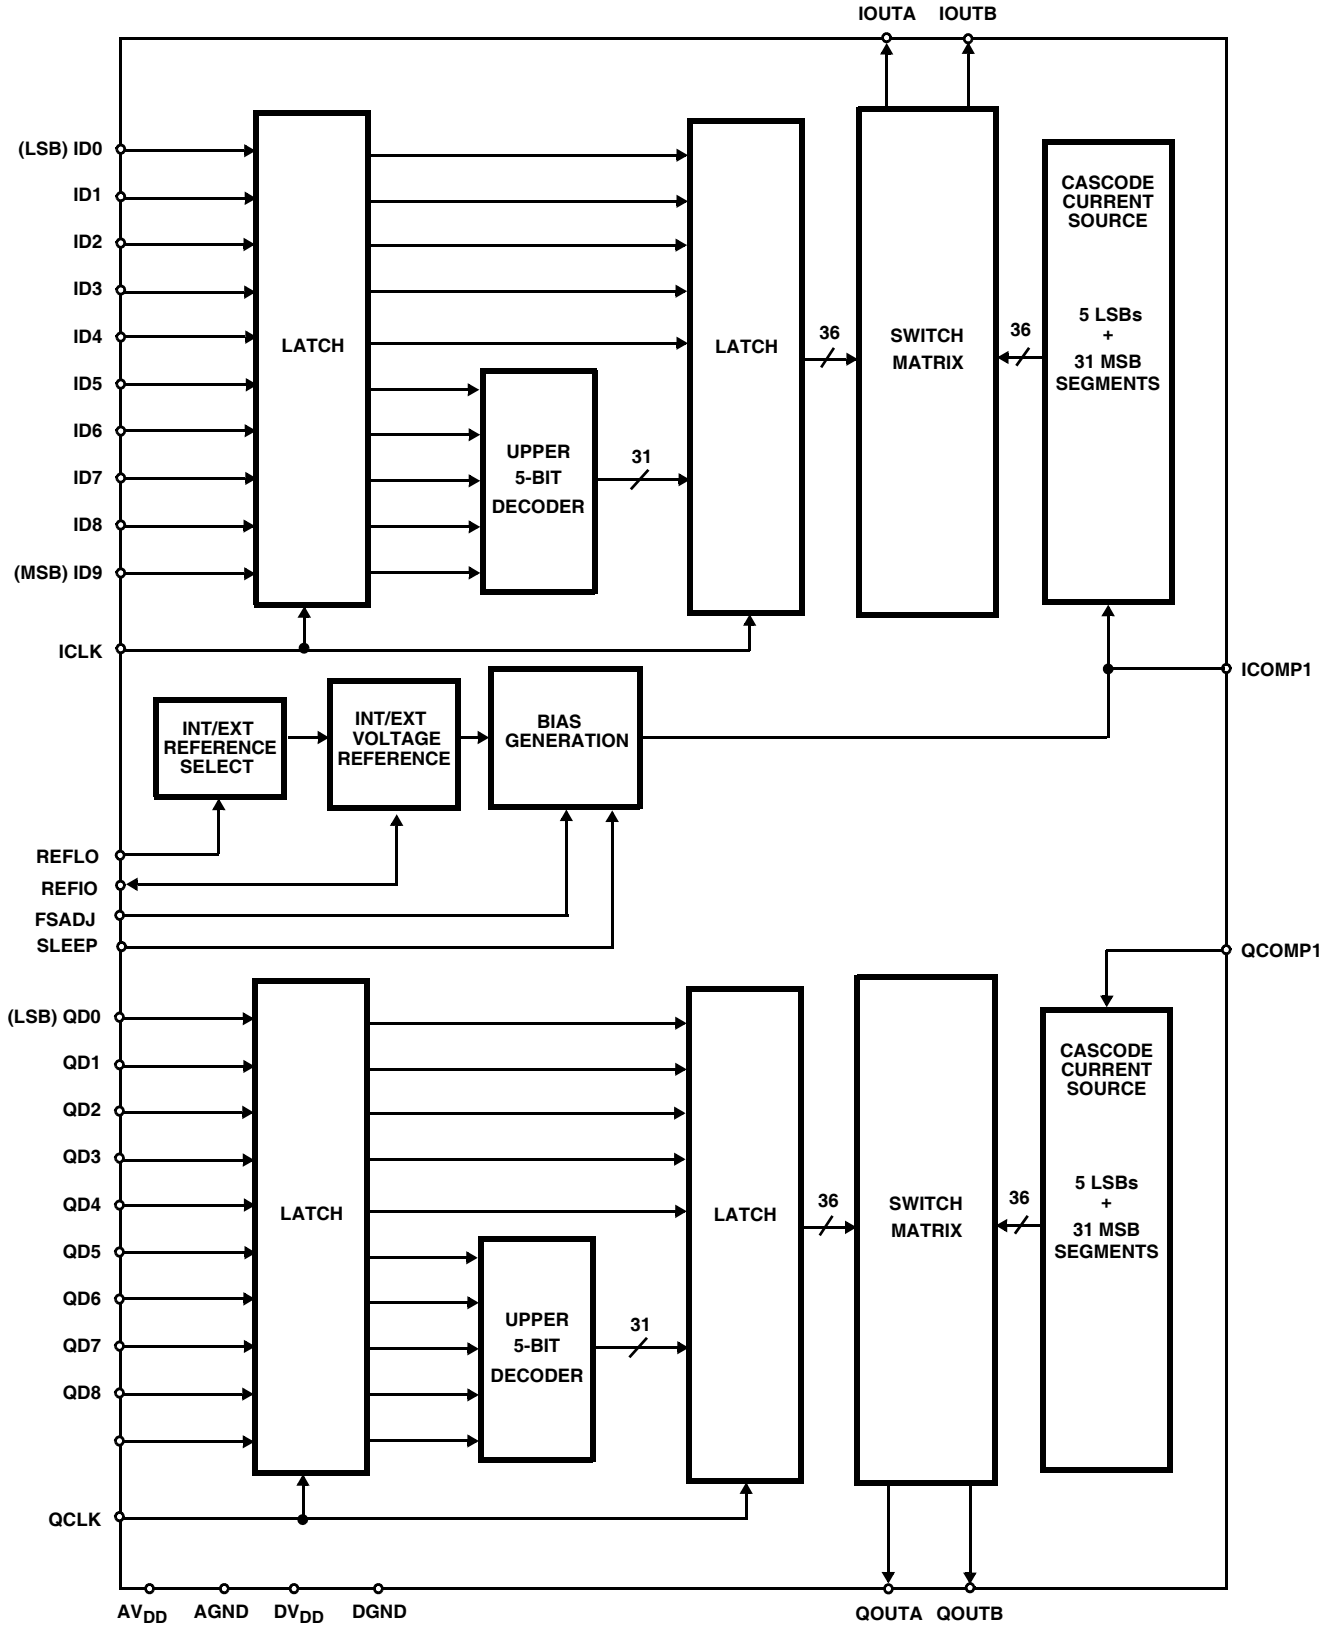 IOUTA IOUTB
(LSB) ID0
ID1
ID2
ID3
ID4
ID5
ID6
ID7
ID8
(MSB) ID9
ICLK
LATCH
UPPER
5-BIT
DECODER
31
LATCH
36
SWITCH
MATRIX
36
CASCODE
CURRENT
SOURCE
5 LSBs
+
31 MSB
SEGMENTS
ICOMP1
INT/EXT
REFERENCE
SELECT
INT/EXT
VOLTAGE
REFERENCE
BIAS
GENERATION
REFLO
REFIO
FSADJ
SLEEP
QCOMP1
(LSB) QD0
QD1
QD2
QD3
QD4
QD5
QD6
QD7
QD8
QCLK
LATCH
UPPER
5-BIT
DECODER
31
LATCH
36
SWITCH
MATRIX
36
CASCODE
CURRENT
SOURCE
5 LSBs
+
31 MSB
SEGMENTS
AVDD AGND DVDD DGND
QOUTA QOUTB